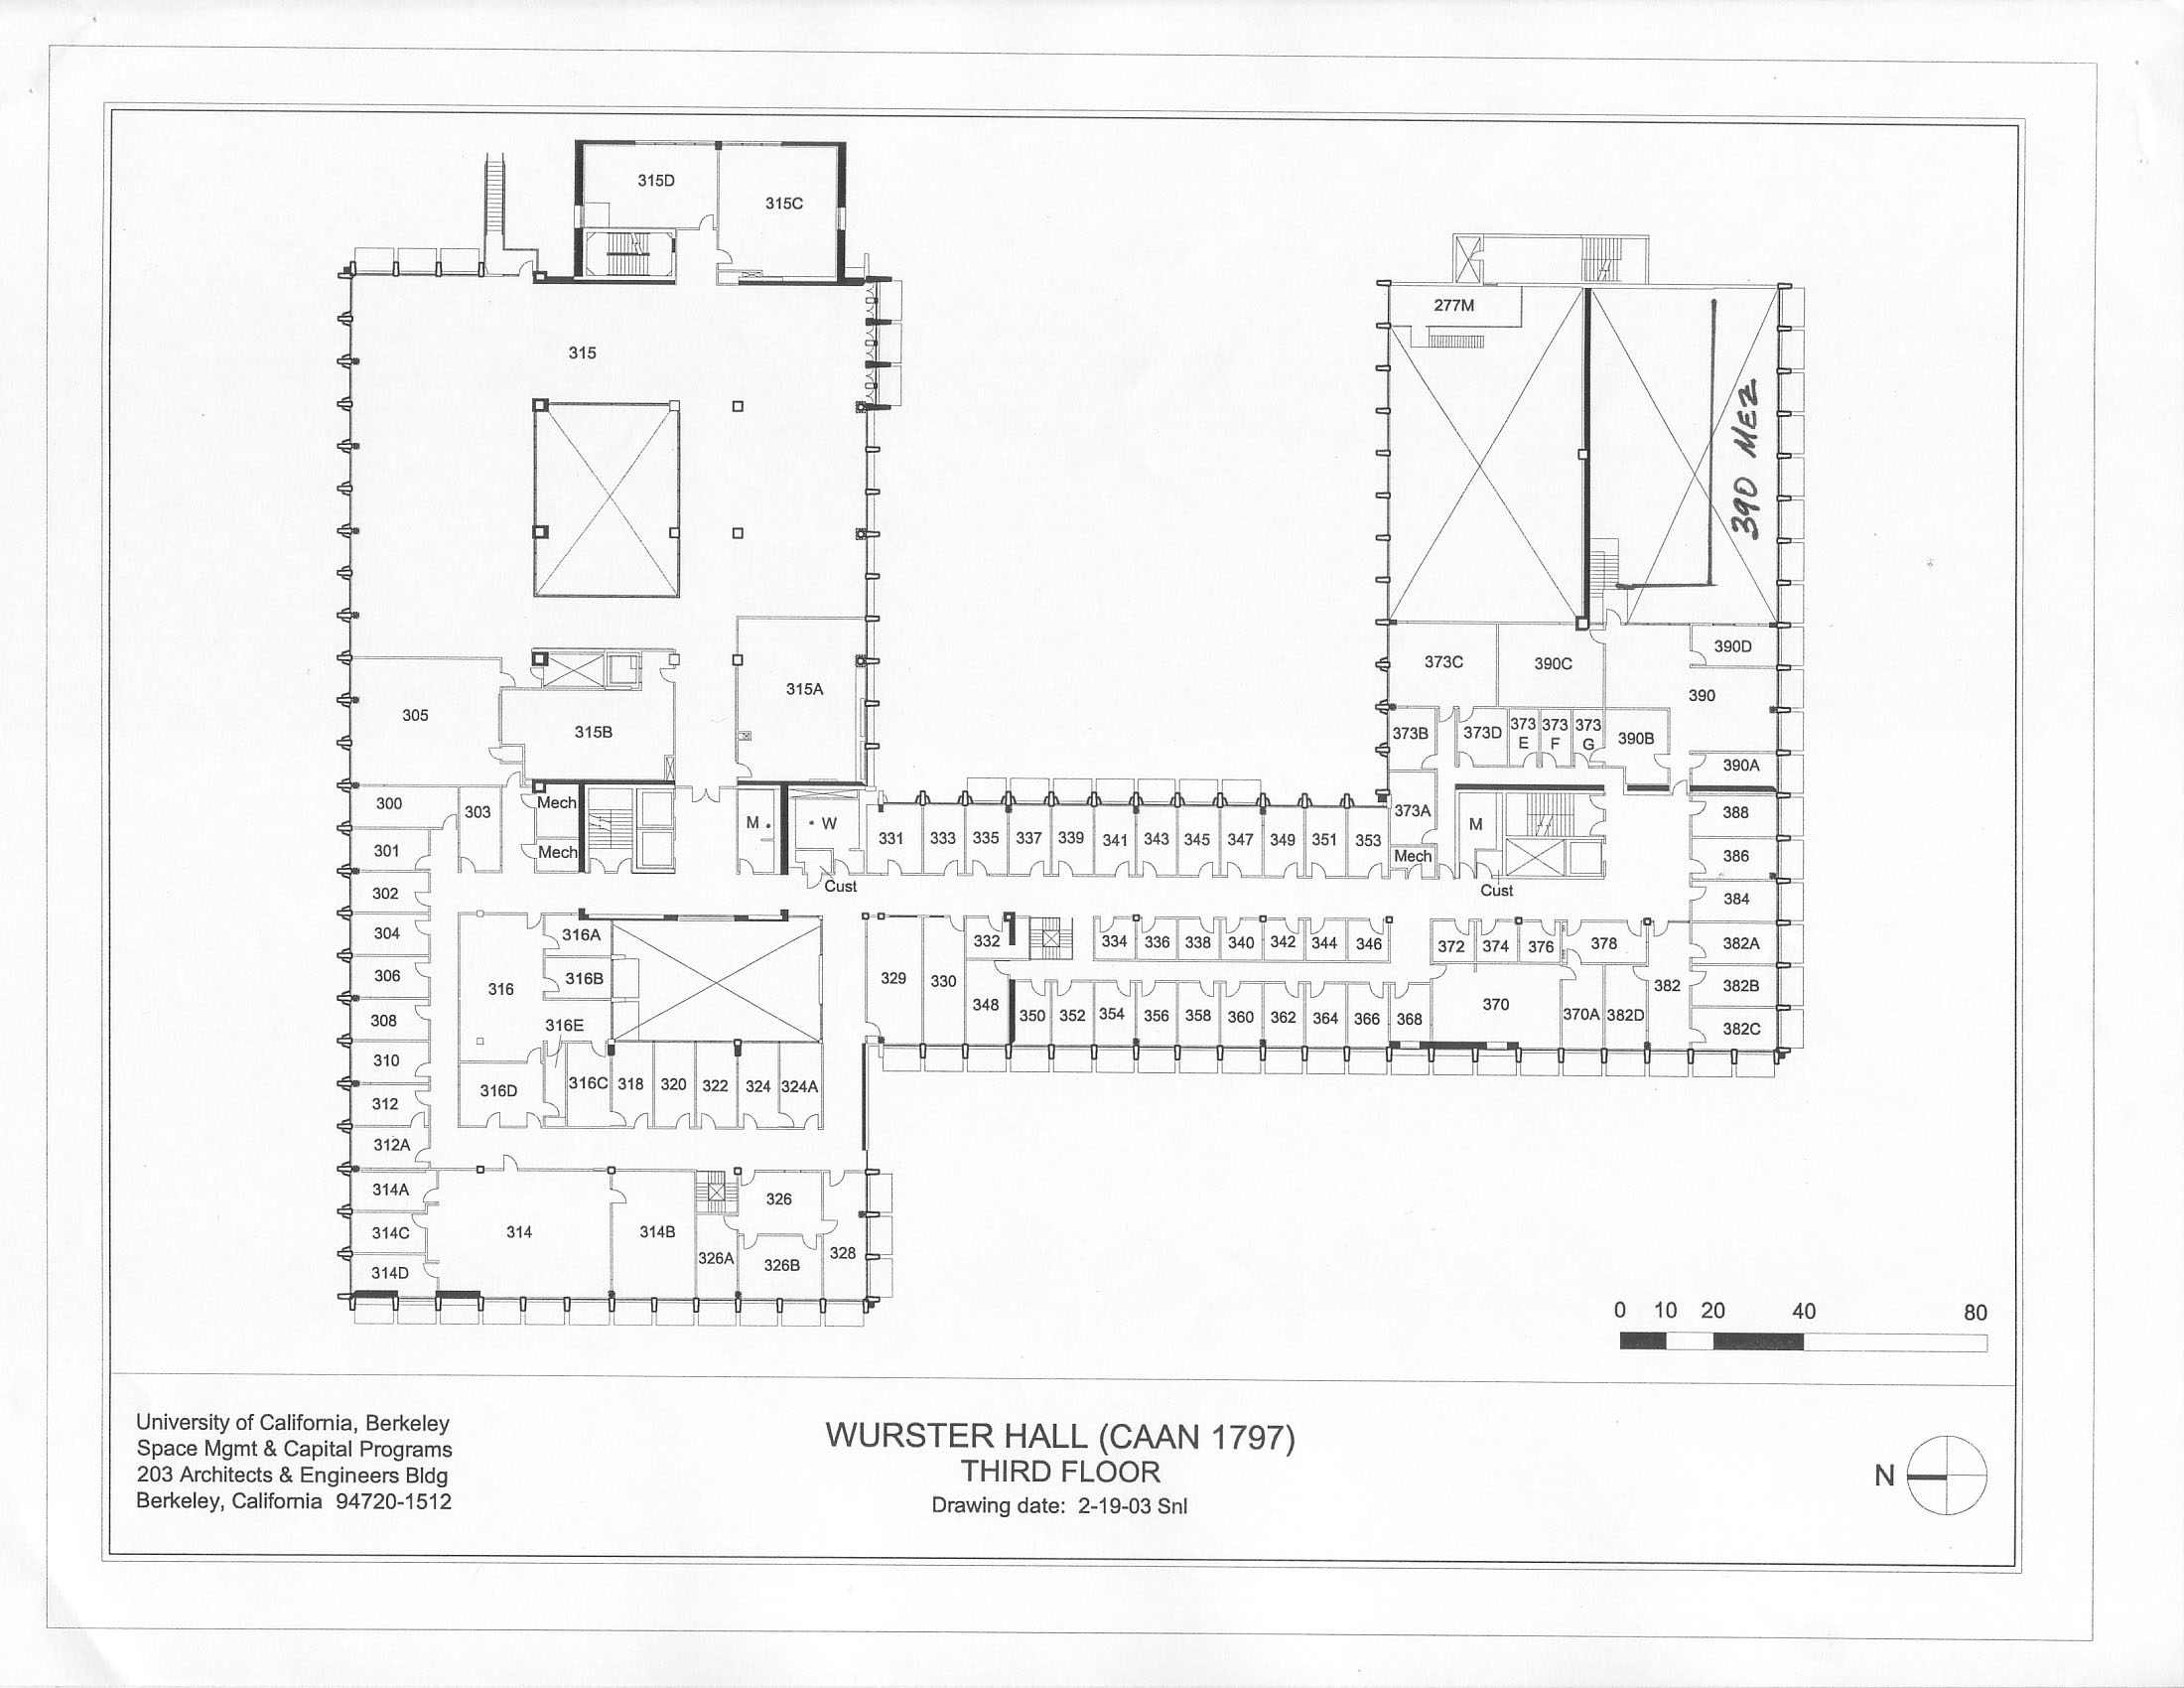 315D
315C
277M
315
390 MEZ
373C
390C
390D
315A
390
305
315B
373B
373D
373
E
373
F
373
G
390B
390A
300
303
Mech
M
W
373A
M
388
301
Mech
331
333
335
337
339
341
343
345
347
349
351
353
Mech
386
302
Cust
Cust
384
304
316A
332
334
336
338
340
342
344
346
372
374
376
378
382A
306
316
316B
329
330
382
382B
308
316E
348
350
352
354
356
358
360
362
364
366
368
370
370A
382D
382C
310
316D
316C
318
320
322
324
324A
312
312A
314A
326
314C
314
314B
326A
326B
328
314D
0 10 20 40 80
University of California, Berkeley
Space Mgmt & Capital Programs
203 Architects & Engineers Bldg
Berkeley, California 94720-1512
WURSTER HALL (CAAN 1797)
THIRD FLOOR
Drawing date: 2-19-03 Snl
N